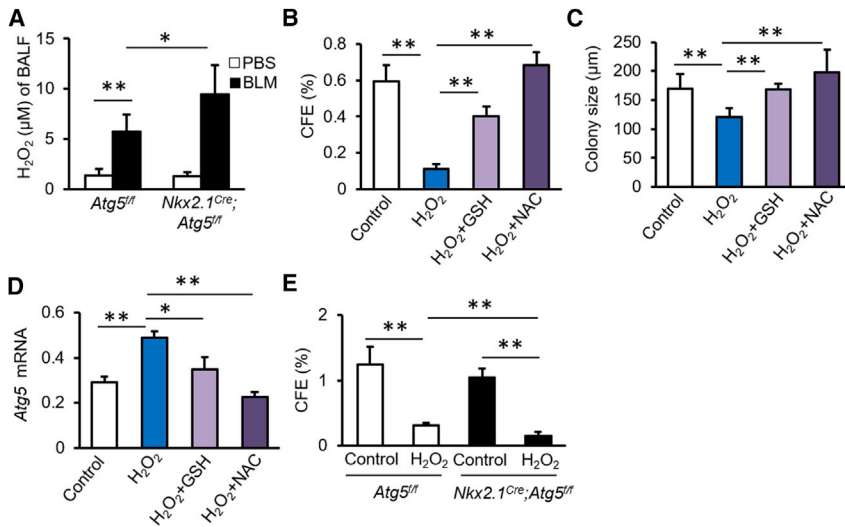 A
H₂O₂ (μM) of BALF
15
10
5
0
**
*
PBS
BLM
Atg5f/f
Nkx2.1Cre;
Atg5f/f
B
CFE (%)
0.8
0.6
0.4
0.2
0
**
**
**
Control
H₂O₂
H₂O₂+GSH
H₂O₂+NAC
C
Colony size (μm)
250
200
150
100
50
0
**
**
**
Control
H₂O₂
H₂O₂+GSH
H₂O₂+NAC
D
Atg5 mRNA
0.6
0.4
0.2
0
**
*
**
Control
H₂O₂
H₂O₂+GSH
H₂O₂+NAC
E
CFE (%)
2
1
0
**
**
**
Control H₂O₂ Control H₂O₂
Atg5f/f Nkx2.1Cre;Atg5f/f